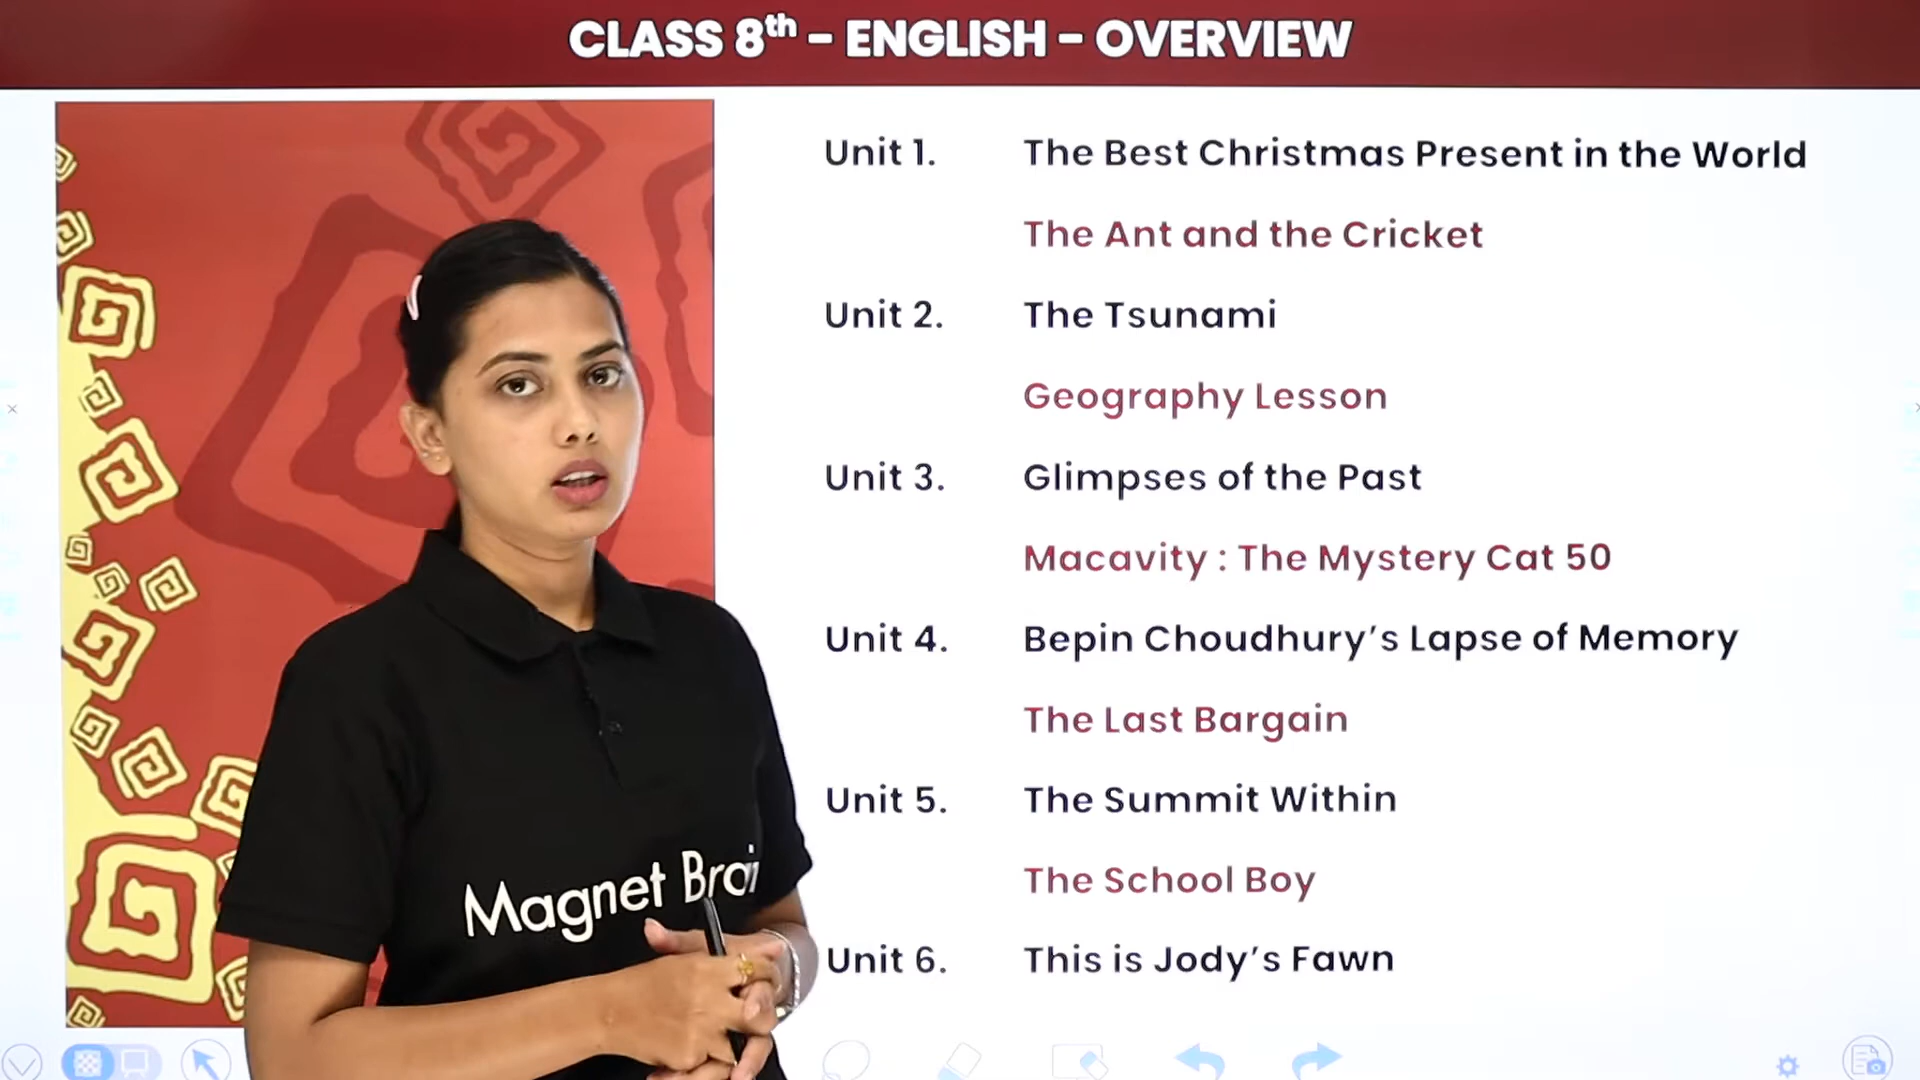 CLASS 8th - ENGLISH - OVERVIEW
Unit 1. The Best Christmas Present in the World
The Ant and the Cricket
Unit 2. The Tsunami
Geography Lesson
Unit 3. Glimpses of the Past
Macavity : The Mystery Cat 50
Unit 4. Bepin Choudhury's Lapse of Memory
The Last Bargain
Unit 5. The Summit Within
The School Boy
Unit 6. This is Jody's Fawn
Magnet Brai